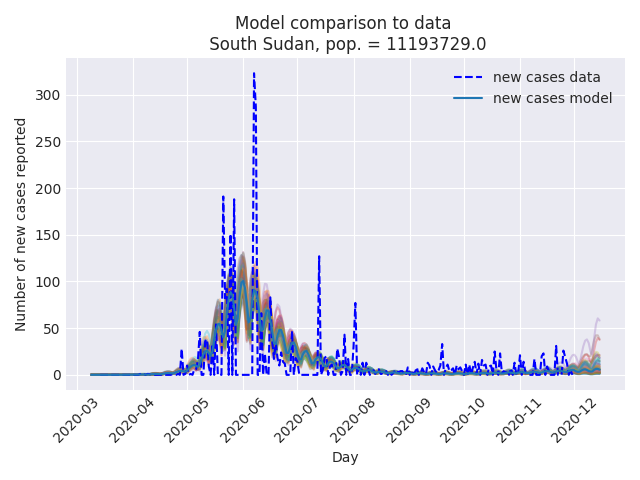 Model comparison to data
South Sudan, pop. = 11193729.0
new cases data
new cases model
Number of new cases reported
300
250
200
150
100
50
0
2020-03
2020-04
2020-05
2020-06
2020-07
2020-08
2020-09
2020-10
2020-11
2020-12
Day